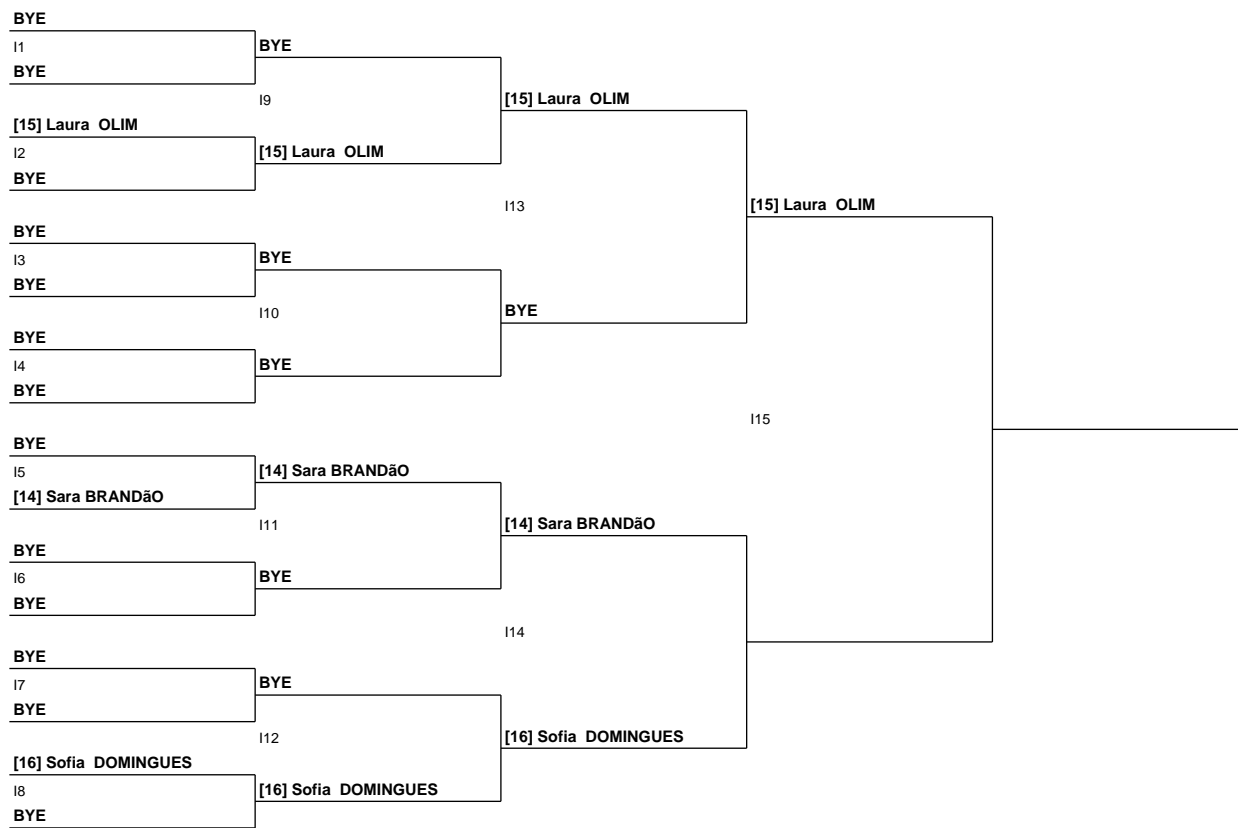 BYE
I1
BYE
BYE
I9
[15] Laura OLIM
[15] Laura OLIM
I2
[15] Laura OLIM
BYE
I13
[15] Laura OLIM
BYE
I3
BYE
BYE
I10
BYE
BYE
I4
BYE
BYE
I15
BYE
I5
[14] Sara BRANDãO
[14] Sara BRANDãO
I11
[14] Sara BRANDãO
BYE
I6
BYE
BYE
I14
BYE
I7
BYE
BYE
I12
[16] Sofia DOMINGUES
[16] Sofia DOMINGUES
I8
[16] Sofia DOMINGUES
BYE